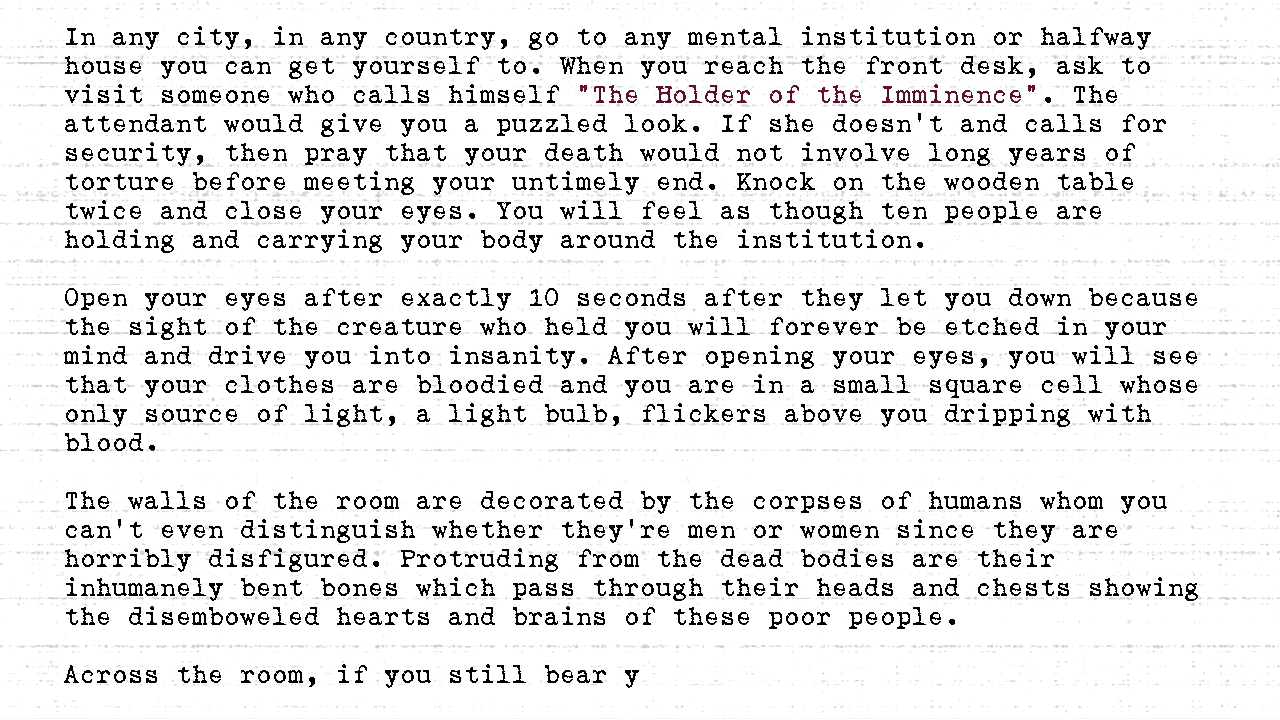 In any city, in any country, go to any mental institution or halfway
house you can get yourself to. When you reach the front desk, ask to
visit someone who calls himself "The Holder of the Imminence". The
attendant would give you a puzzled look. If she doesn't and calls for
security, then pray that your death would not involve long years of
torture before meeting your untimely end. Knock on the wooden table
twice and close your eyes. You will feel as though ten people are
holding and carrying your body around the institution.
Open your eyes after exactly 10 seconds after they let you down because
the sight of the creature who held you will forever be etched in your
mind and drive you into insanity. After opening your eyes, you will see
that your clothes are bloodied and you are in a small square cell whose
only source of light, a light bulb, flickers above you dripping with
blood.
The walls of the room are decorated by the corpses of humans whom you
can't even distinguish whether they're men or women since they are
horribly disfigured. Protruding from the dead bodies are their
inhumanely bent bones which pass through their heads and chests showing
the disemboweled hearts and brains of these poor people.
Across the room, if you still bear y